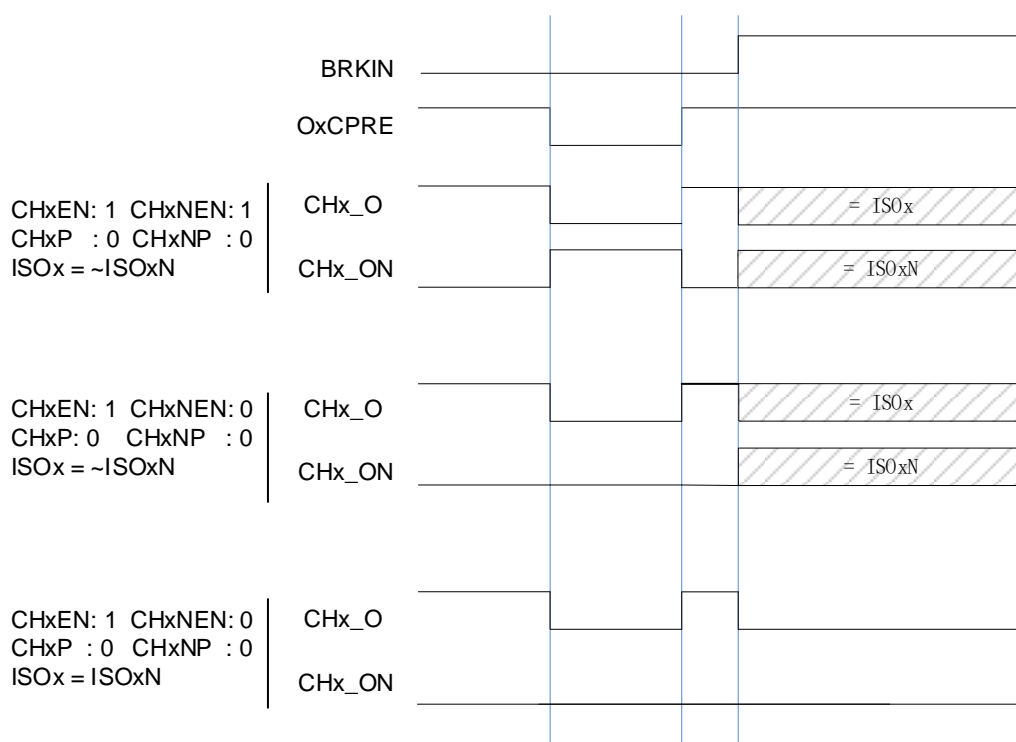 BRKIN
OxCPRE
CHxEN: 1 CHxNEN: 1
CHxP : 0 CHxNP : 0
ISOx = ~ISOxN
CHx_O
= ISOx
CHx_ON
= ISOxN
CHxEN: 1 CHxNEN: 0
CHxP: 0 CHxNP : 0
ISOx = ~ISOxN
CHx_O
= ISOx
CHx_ON
= ISOxN
CHxEN: 1 CHxNEN: 0
CHxP : 0 CHxNP : 0
ISOx = ISOxN
CHx_O
CHx_ON